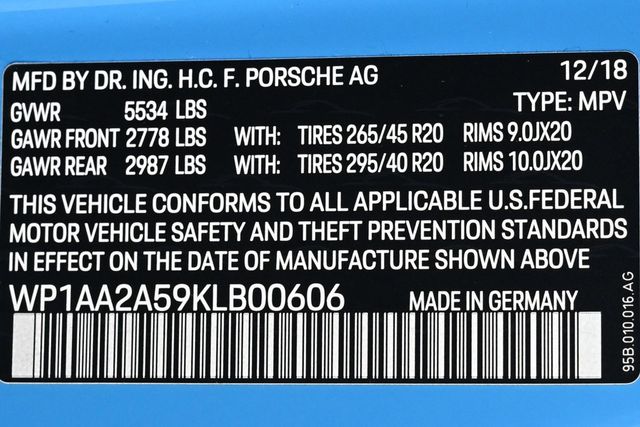 MFD BY DR. ING. H.C. F. PORSCHE AG 12/18
GVWR 5534 LBS TYPE: MPV
GAWR FRONT 2778 LBS WITH: TIRES 265/45 R20 RIMS 9.0JX20
GAWR REAR 2987 LBS WITH: TIRES 295/40 R20 RIMS 10.0JX20
THIS VEHICLE CONFORMS TO ALL APPLICABLE U.S.FEDERAL
MOTOR VEHICLE SAFETY AND THEFT PREVENTION STANDARDS
IN EFFECT ON THE DATE OF MANUFACTURE SHOWN ABOVE
WP1AA2A59KLB00606 MADE IN GERMANY
95B.010.016.AG